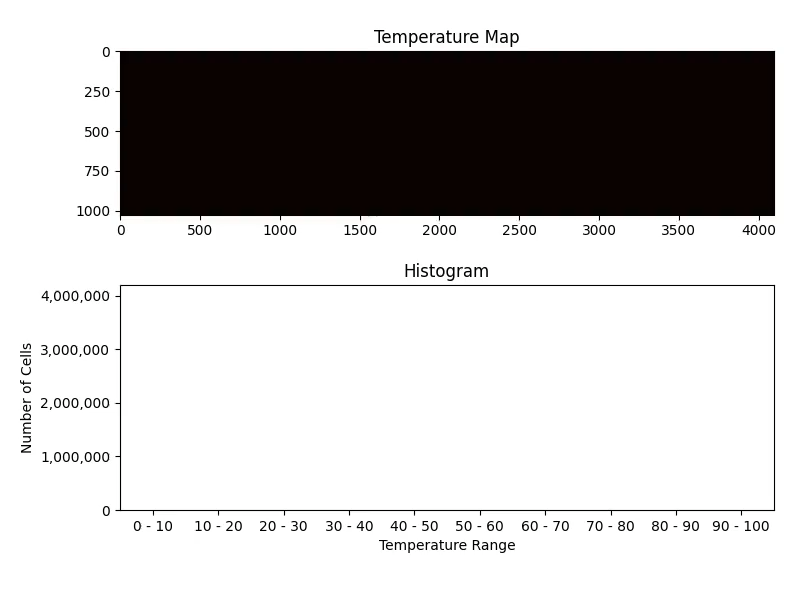 Temperature Map
0
250
500
750
1000
0 500 1000 1500 2000 2500 3000 3500 4000
Histogram
4,000,000
3,000,000
2,000,000
1,000,000
0
Number of Cells
0 - 10 10 - 20 20 - 30 30 - 40 40 - 50 50 - 60 60 - 70 70 - 80 80 - 90 90 - 100
Temperature Range